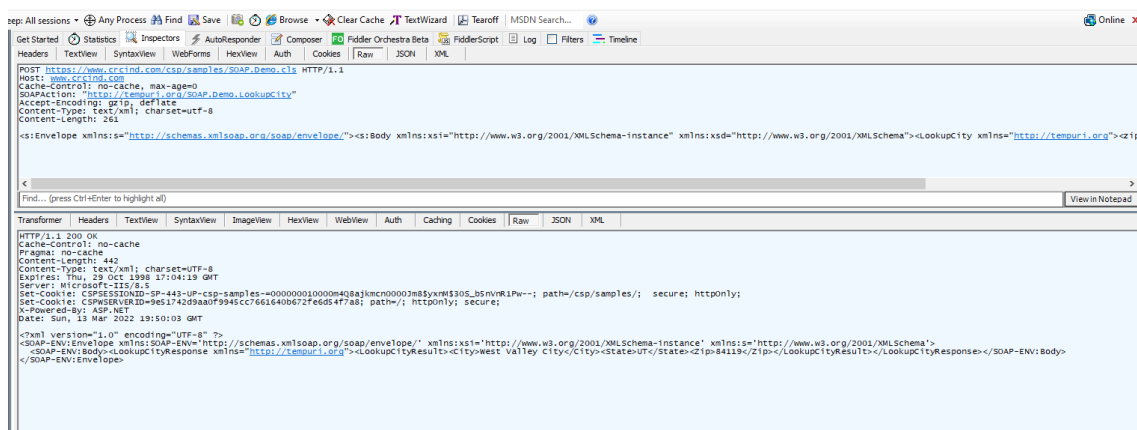 eep: All sessions Any Process Find Save Browse Clear Cache TextWizard Tearoff MSDN Search... Online
Get Started Statistics Inspectors AutoResponder Composer FO Fiddler Orchestra Beta FiddlerScript Log Filters Timeline
Headers TextView SyntaxView WebForms HexView Auth Cookies Raw JSON XML
POST https://www.crcind.com/csp/samples/SOAP.Demo.cls HTTP/1.1
Host: www.crcind.com
Cache-Control: no-cache, max-age=0
SOAPAction: "http://tempuri.org/SOAP.Demo.LookupCity"
Accept-Encoding: gzip, deflate
Content-Type: text/xml; charset=utf-8
Content-Length: 261
<s:Envelope xmlns:s="http://schemas.xmlsoap.org/soap/envelope/"><s:Body xmlns:xsi="http://www.w3.org/2001/XMLSchema-instance" xmlns:xsd="http://www.w3.org/2001/XMLSchema"><LookupCity xmlns="http://tempuri.org"><zip
Find... (press Ctrl+Enter to highlight all) View in Notepad
Transformer Headers TextView SyntaxView ImageView HexView WebView Auth Caching Cookies Raw JSON XML
HTTP/1.1 200 OK
Cache-Control: no-cache
Pragma: no-cache
Content-Length: 442
Content-Type: text/xml; charset=UTF-8
Expires: Thu, 29 Oct 1998 17:04:19 GMT
Server: Microsoft-IIS/8.5
Set-Cookie: path=/csp/samples/; secure; httpOnly;
Set-Cookie: CSPWSERVERID=9e51742d9aa0f9945cc7661640b672fe6d54f7a8; path=/; httpOnly; secure;
X-Powered-By: ASP.NET
Date: Sun, 13 Mar 2022 19:50:03 GMT
<?xml version="1.0" encoding="UTF-8" ?>
<SOAP-ENV:Envelope xmlns:SOAP-ENV='http://schemas.xmlsoap.org/soap/envelope/' xmlns:xsi='http://www.w3.org/2001/XMLSchema-instance' xmlns:s='http://www.w3.org/2001/XMLSchema'>
<SOAP-ENV:Body><LookupCityResponse xmlns="http://tempuri.org"><LookupCityResult><City>West Valley City</City><State>UT</State><Zip>84119</Zip></LookupCityResult></LookupCityResponse></SOAP-ENV:Body>
</SOAP-ENV:Envelope>